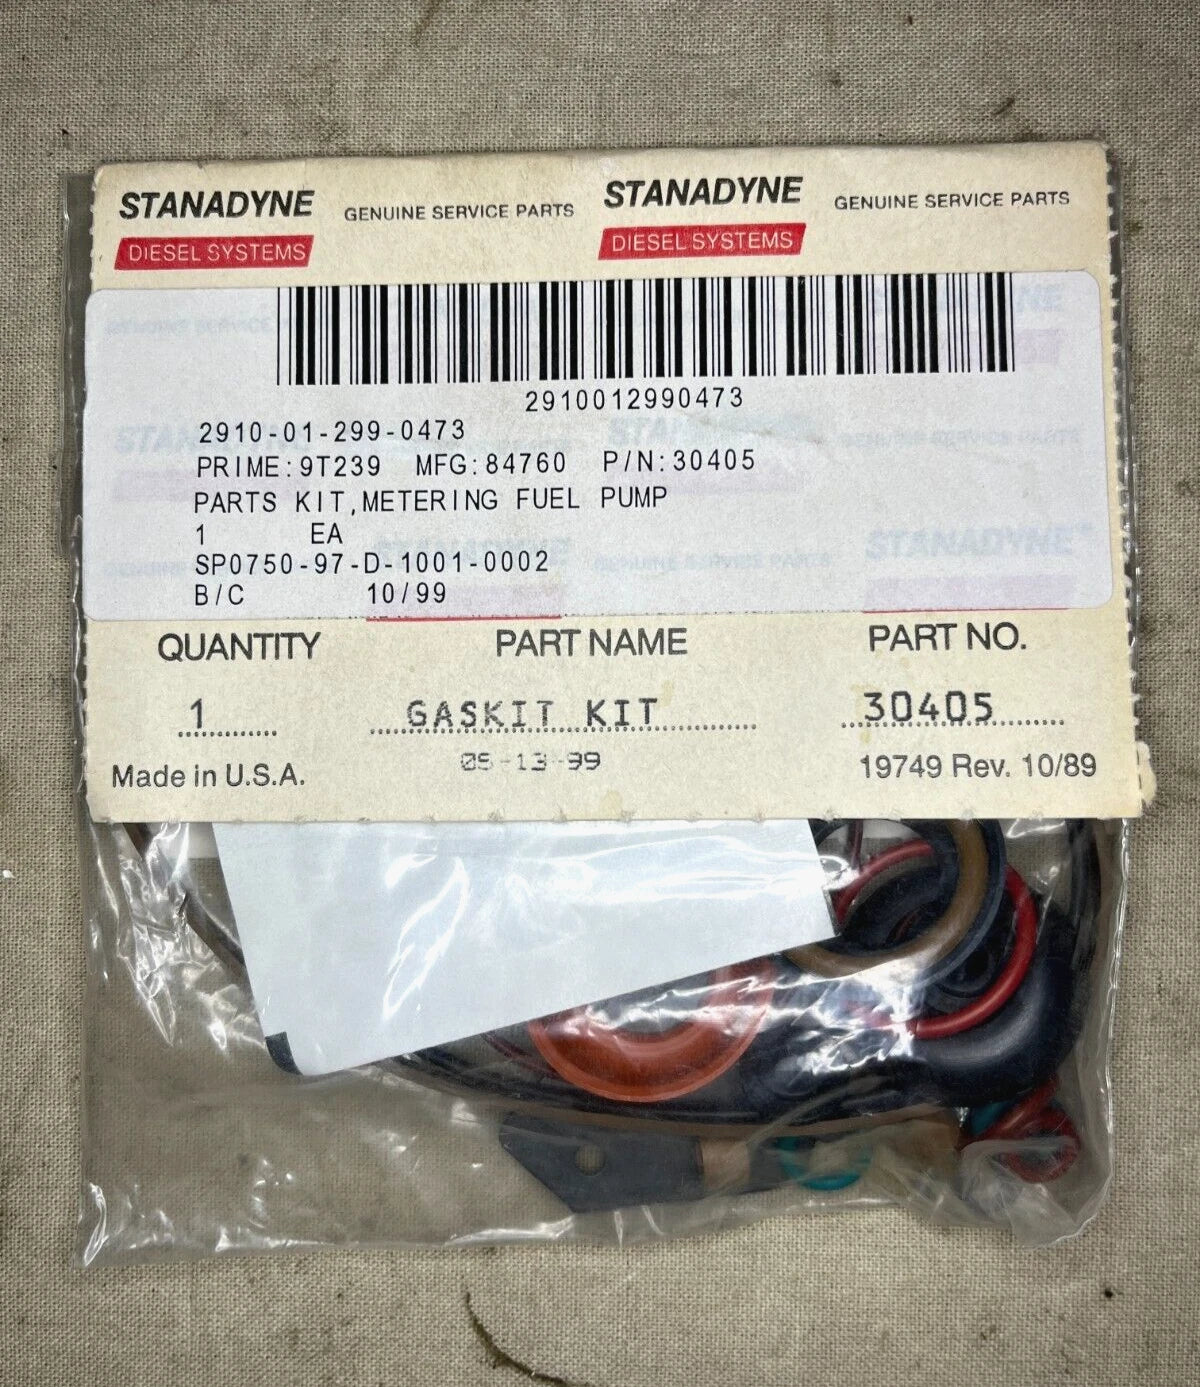 STANADYNE GENUINE SERVICE PARTS STANADYNE GENUINE SERVICE PARTS
DIESEL SYSTEMS DIESEL SYSTEMS
2910012990473
2910-01-299-0473
PRIME:9T239 MFG:84760 P/N:30405
PARTS KIT,METERING FUEL PUMP
1 EA
SP0750-97-D-1001-0002
B/C 10/99
QUANTITY PART NAME PART NO.
1 GASKIT KIT 30405
05-13-99
Made in U.S.A. 19749 Rev. 10/89